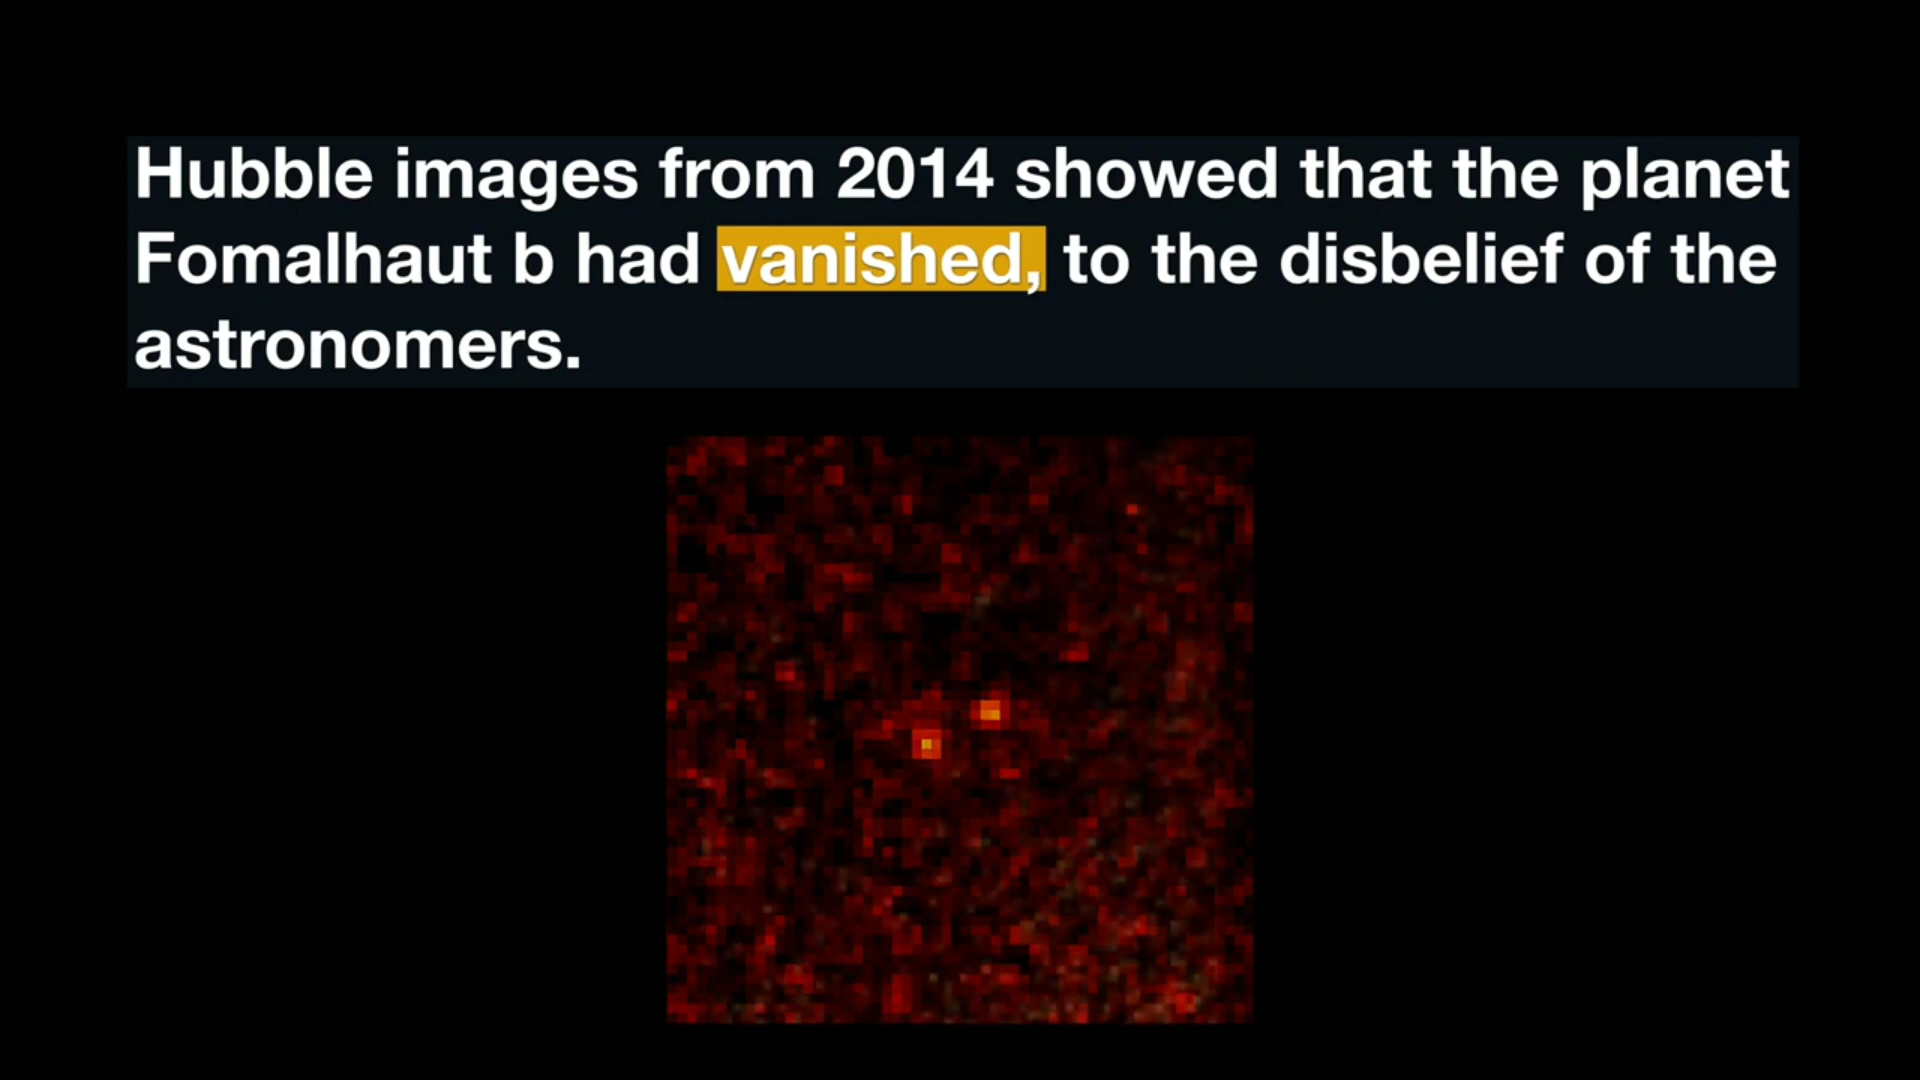 Hubble images from 2014 showed that the planet
Fomalhaut b had vanished, to the disbelief of the
astronomers.